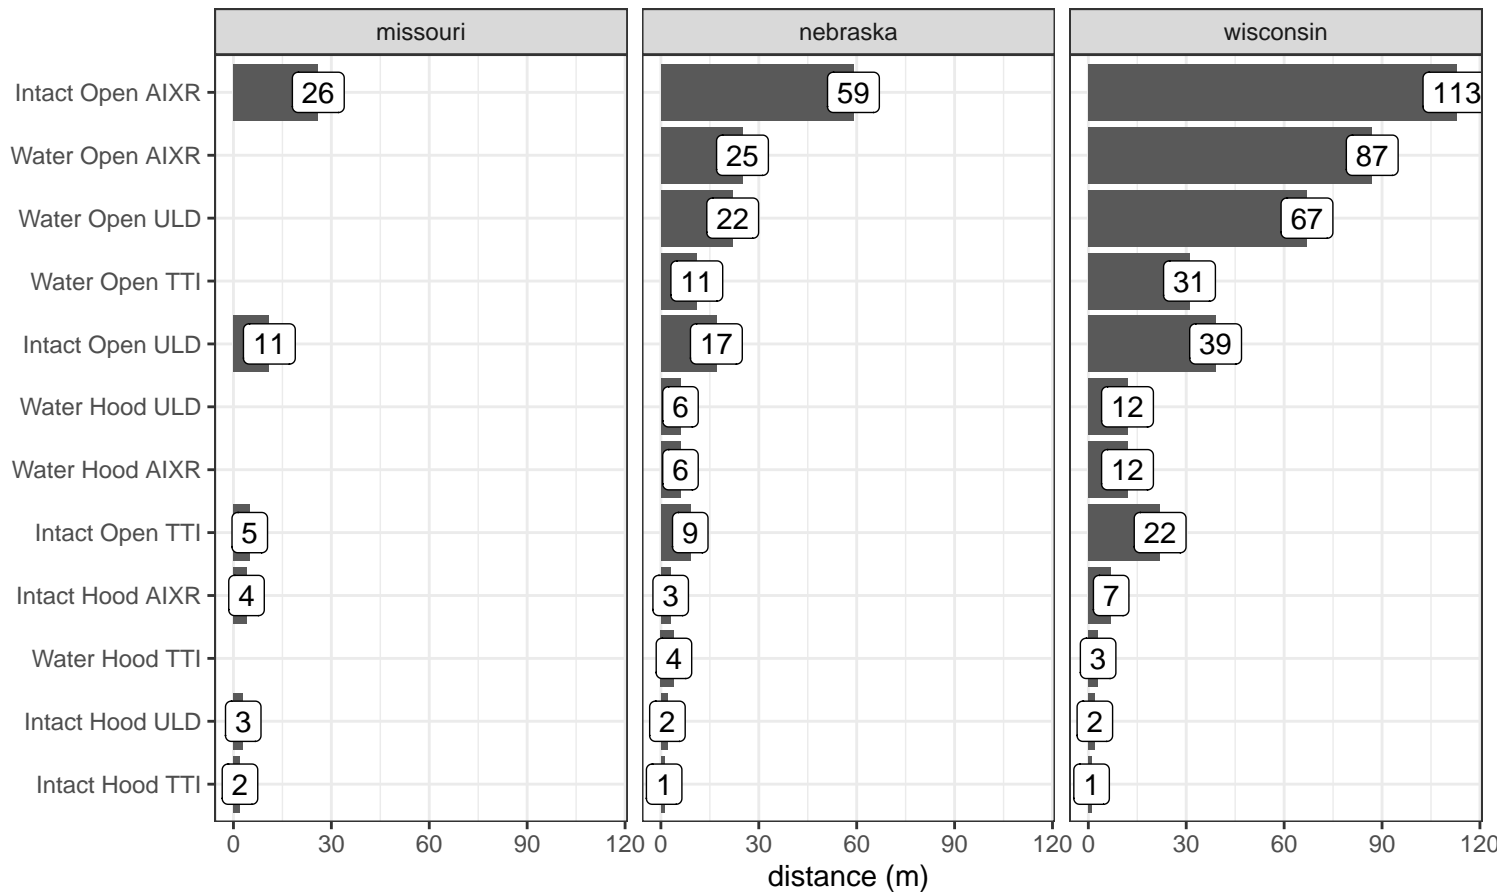 missouri nebraska wisconsin
Intact Open AIXR 26 59 113
Water Open AIXR 25 87
Water Open ULD 22 67
Water Open TTI 11 31
Intact Open ULD 11 17 39
Water Hood ULD 6 12
Water Hood AIXR 6 12
Intact Open TTI 5 9 22
Intact Hood AIXR 4 3 7
Water Hood TTI 4 3
Intact Hood ULD 3 2 2
Intact Hood TTI 2 1 1
0 30 60 90 120 0 30 60 90 120 0 30 60 90 120
distance (m)